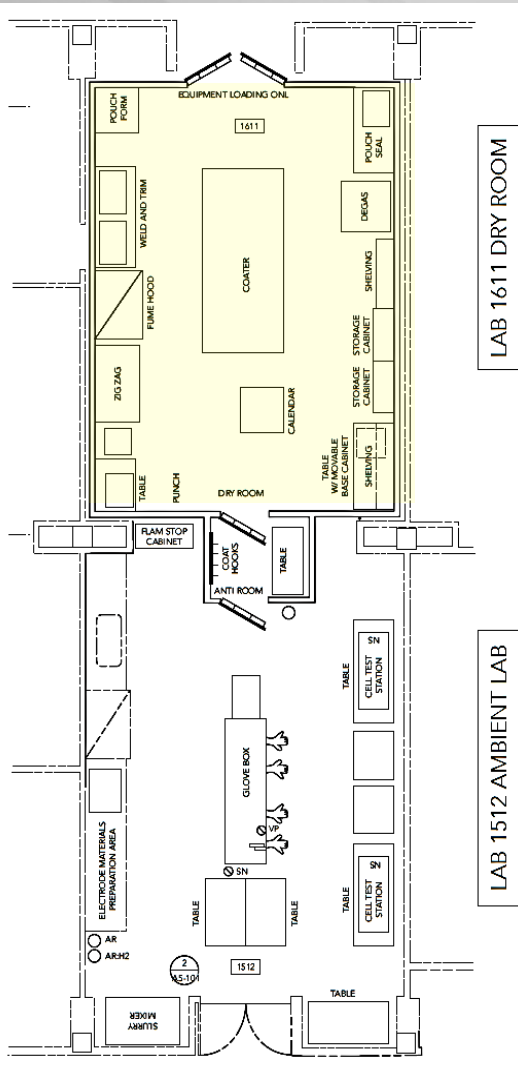 EQUIPMENT LOADING ONL
1611
POUCH
FORM
POUCH
SEAL
WELD AND TRIM
DEGAS
COATER
FUME HOOD
SHELVING
STORAGE
CABINET
STORAGE
CABINET
ZIG ZAG
CALENDAR
TABLE
W/ MOVABLE
BASE CABINET
SHELVING
TABLE
PUNCH
DRY ROOM
LAB 1611 DRY ROOM
FLAM STOP
CABINET
COAT
HOOKS
TABLE
ANTI ROOM
TABLE
SN
CELL TEST
STATION
GLOVE BOX
VP
SN
ELECTRODE MATERIALS
PREPARATION AREA
TABLE
TABLE
TABLE
SN
CELL TEST
STATION
AR
AR:H2
2
A5-101
1512
SLURRY
MIXER
TABLE
LAB 1512 AMBIENT LAB